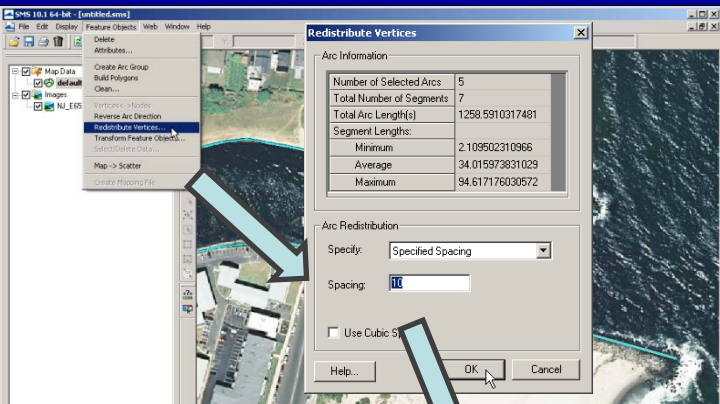 SMS 10.1 64-bit - [untitled.sms]
File Edit Display Feature Objects Web Window Help
Delete
Attributes...
Create Arc Group
Build Polygons
Clean...
Vertices <->Nodes
Reverse Arc Direction
Redistribute Vertices...
Transform Feature Objects...
Select/Delete Data...
Map -> Scatter
Create Mapping File
Map Data
default
Images
NJ_E65
Redistribute Vertices
Arc Information
Number of Selected Arcs 5
Total Number of Segments 7
Total Arc Length(s) 1258.5910317481
Segment Lengths:
Minimum 2.109502310966
Average 34.015973831029
Maximum 94.617176030572
Arc Redistribution
Specify: Specified Spacing
Spacing: 10
Use Cubic S
Help... OK Cancel